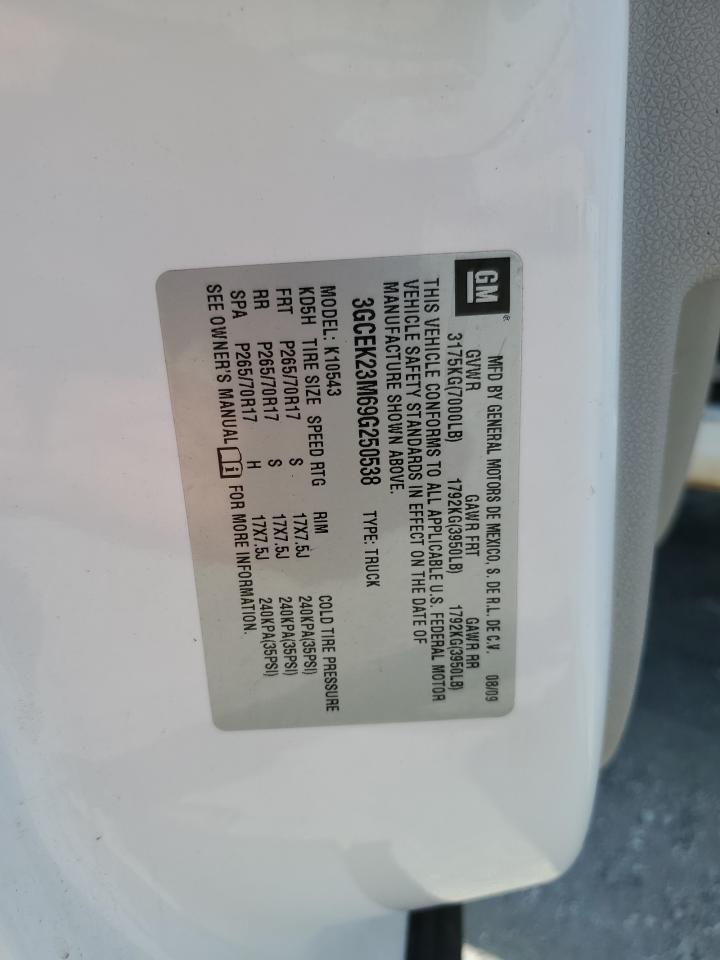 GM®
MFD BY GENERAL MOTORS DE MEXICO, S. DE R.L. DE C.V. 08/09
GVWR GAWR FRT GAWR RR
3175KG(7000LB) 1792KG(3950LB) 1792KG(3950LB)
THIS VEHICLE CONFORMS TO ALL APPLICABLE U.S. FEDERAL MOTOR
VEHICLE SAFETY STANDARDS IN EFFECT ON THE DATE OF
MANUFACTURE SHOWN ABOVE.
3GCEK23M69G250538 TYPE: TRUCK
MODEL: K10543
KD5H TIRE SIZE SPEED RTG RIM COLD TIRE PRESSURE
FRT P265/70R17 S 17X7.5J 240KPA(35PSI)
RR P265/70R17 S 17X7.5J 240KPA(35PSI)
SPA P265/70R17 H 17X7.5J 240KPA(35PSI)
SEE OWNER'S MANUAL i FOR MORE INFORMATION.